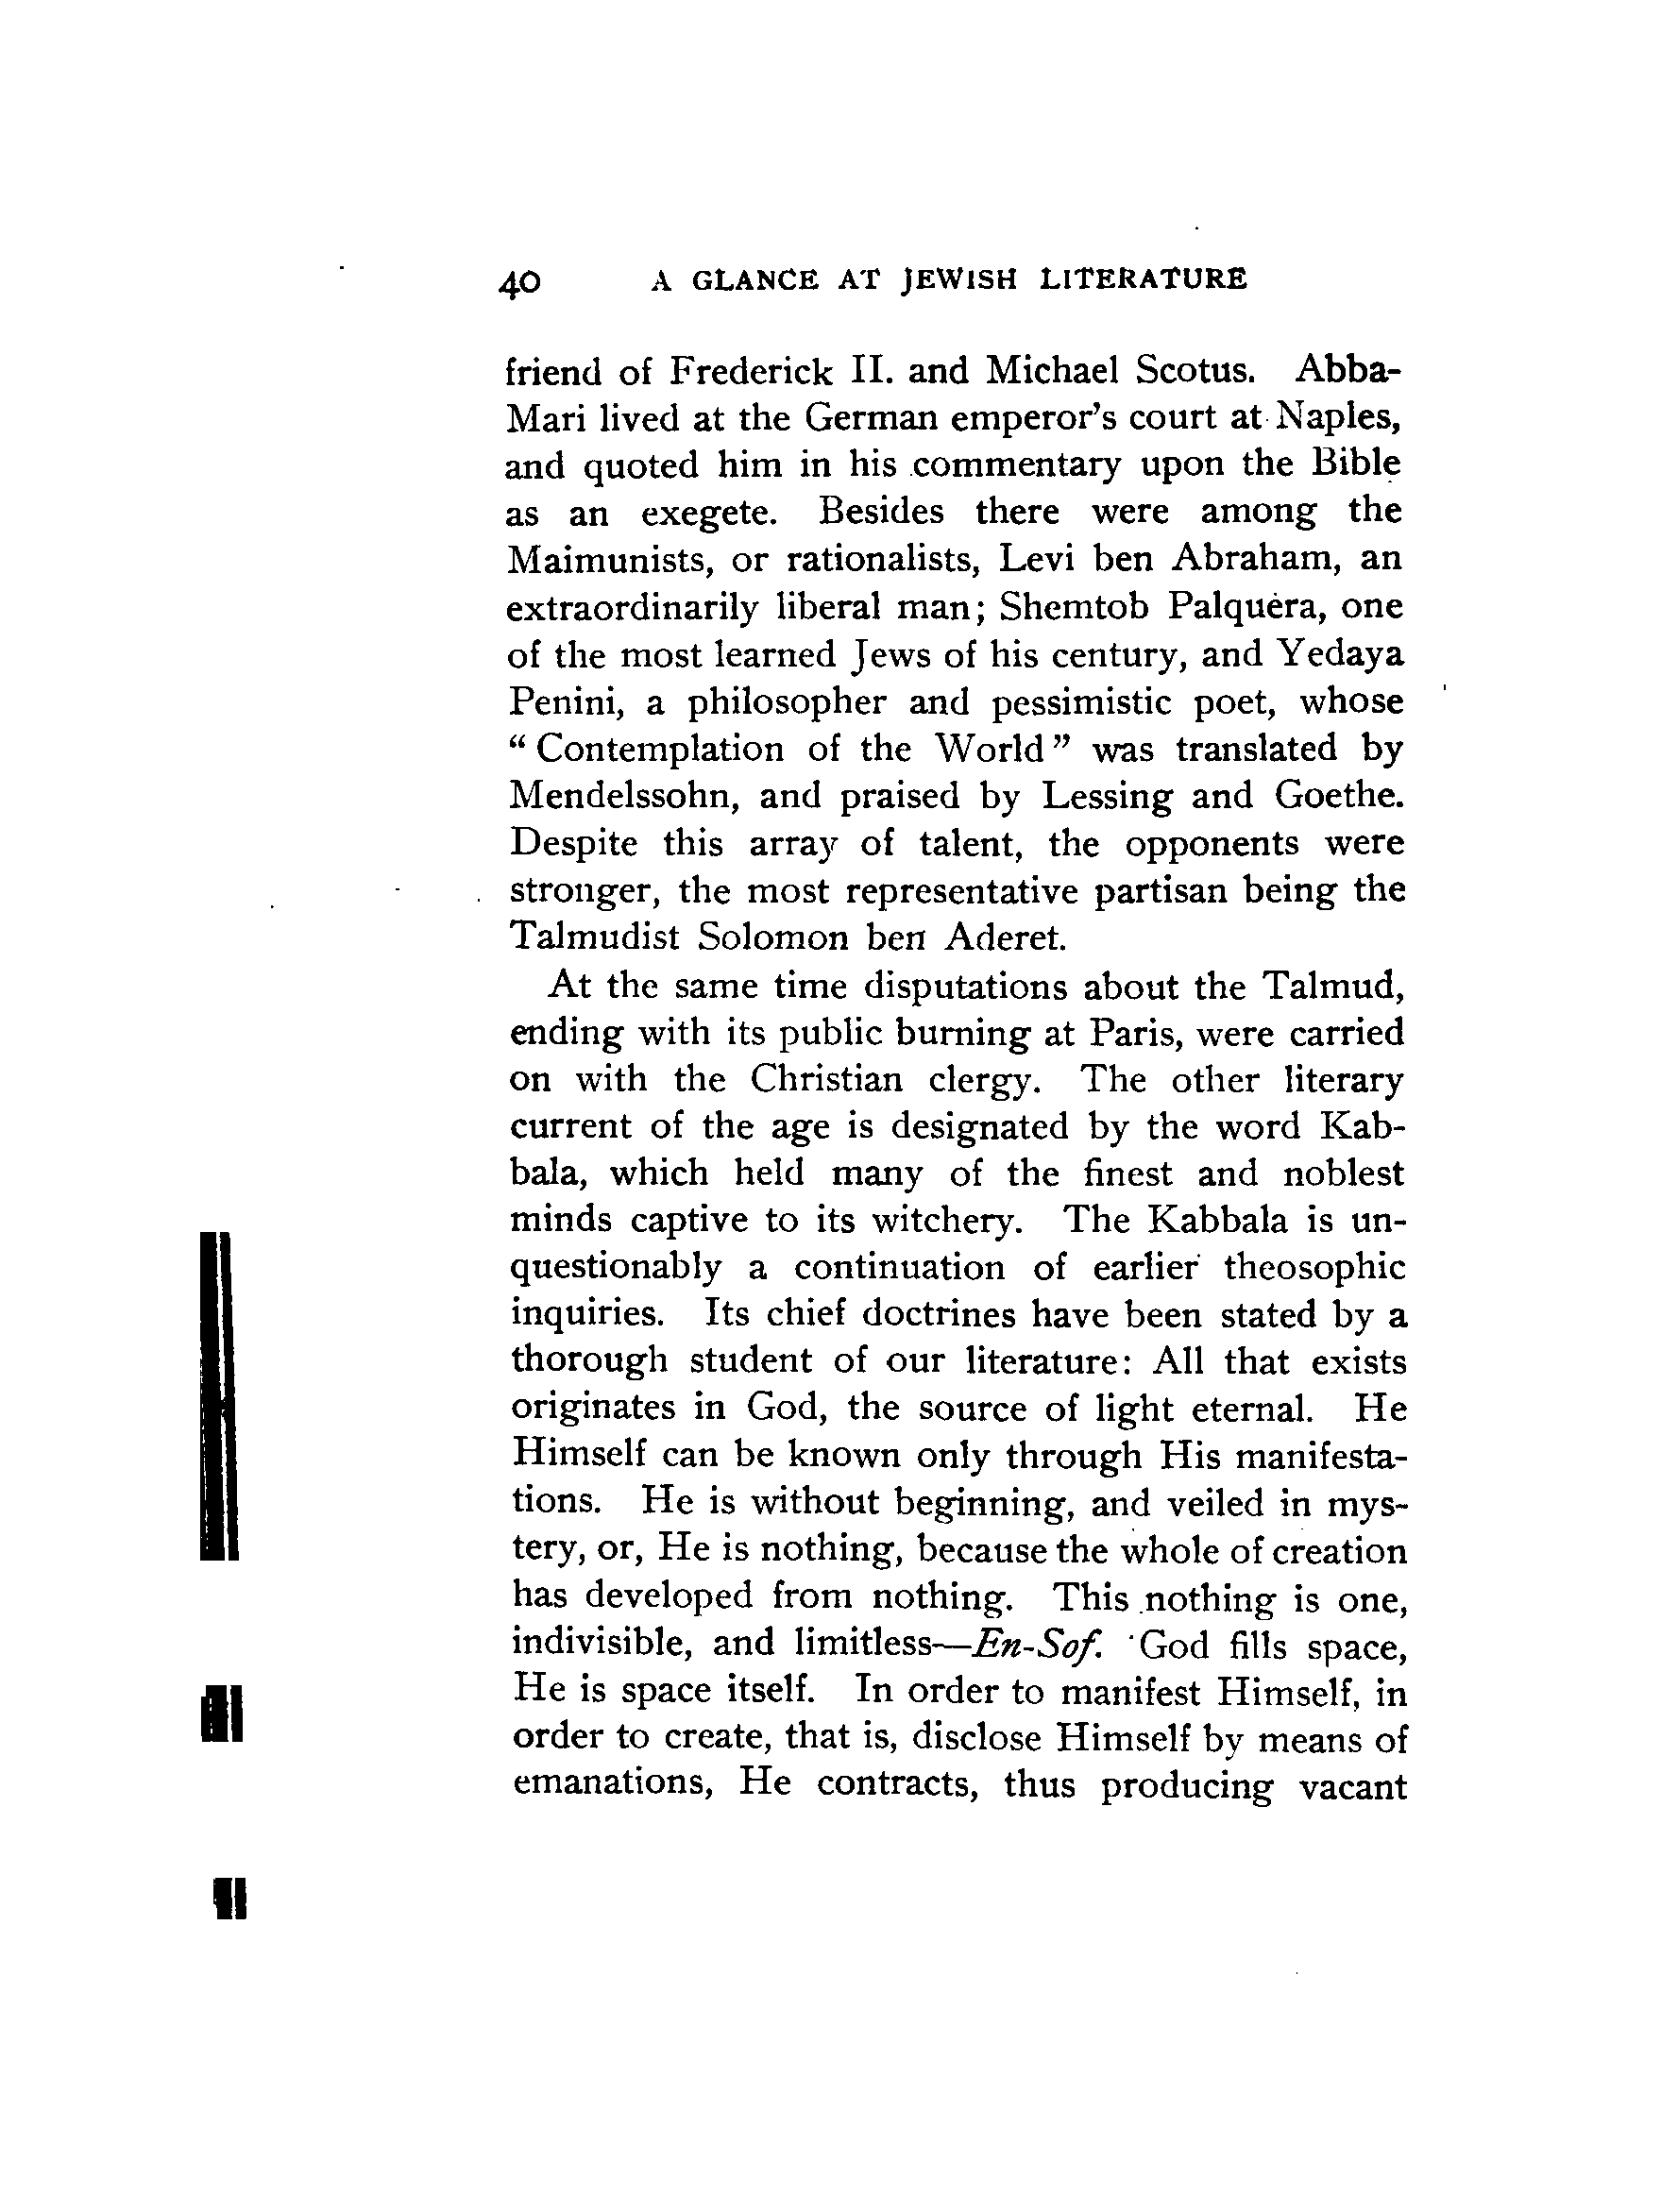 40 A GLANCE AT JEWISH LITERATURE
friend of Frederick II. and Michael Scotus. Abba-
Mari lived at the German emperor's court at Naples,
and quoted him in his commentary upon the Bible
as an exegete. Besides there were among the
Maimunists, or rationalists, Levi ben Abraham, an
extraordinarily liberal man; Shemtob Palquera, one
of the most learned Jews of his century, and Yedaya
Penini, a philosopher and pessimistic poet, whose
“Contemplation of the World” was translated by
Mendelssohn, and praised by Lessing and Goethe.
Despite this array of talent, the opponents were
stronger, the most representative partisan being the
Talmudist Solomon ben Aderet.
At the same time disputations about the Talmud,
ending with its public burning at Paris, were carried
on with the Christian clergy. The other literary
current of the age is designated by the word Kab-
bala, which held many of the finest and noblest
minds captive to its witchery. The Kabbala is un-
questionably a continuation of earlier theosophic
inquiries. Its chief doctrines have been stated by a
thorough student of our literature: All that exists
originates in God, the source of light eternal. He
Himself can be known only through His manifesta-
tions. He is without beginning, and veiled in mys-
tery, or, He is nothing, because the whole of creation
has developed from nothing. This nothing is one,
indivisible, and limitless—En-Sof. God fills space,
He is space itself. In order to manifest Himself, in
order to create, that is, disclose Himself by means of
emanations, He contracts, thus producing vacant